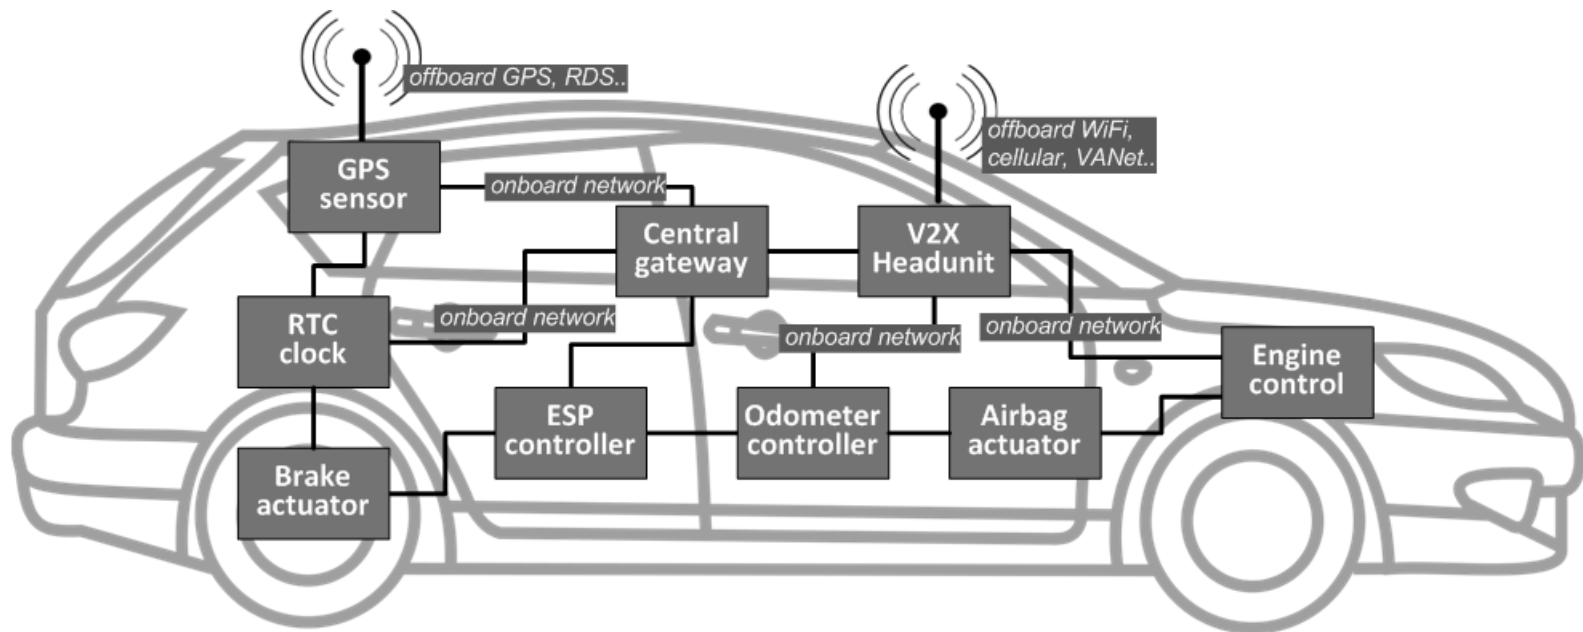 offboard GPS, RDS..
offboard WiFi,
cellular, VANet..
GPS
sensor
onboard network
Central
gateway
V2X
Headunit
RTC
clock
onboard network
onboard network
onboard network
Engine
control
ESP
controller
Odometer
controller
Airbag
actuator
Brake
actuator